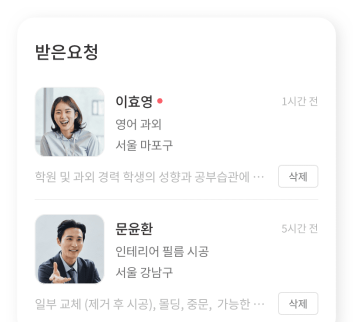 받은요청
이효영
1시간 전
영어 과외
서울 마포구
학원 및 과외 경력 학생의 성향과 공부습관에 ···
삭제
문윤환
5시간 전
인테리어 필름 시공
서울 강남구
일부 교체 (제거 후 시공), 몰딩, 중문, 가능한 ···
삭제